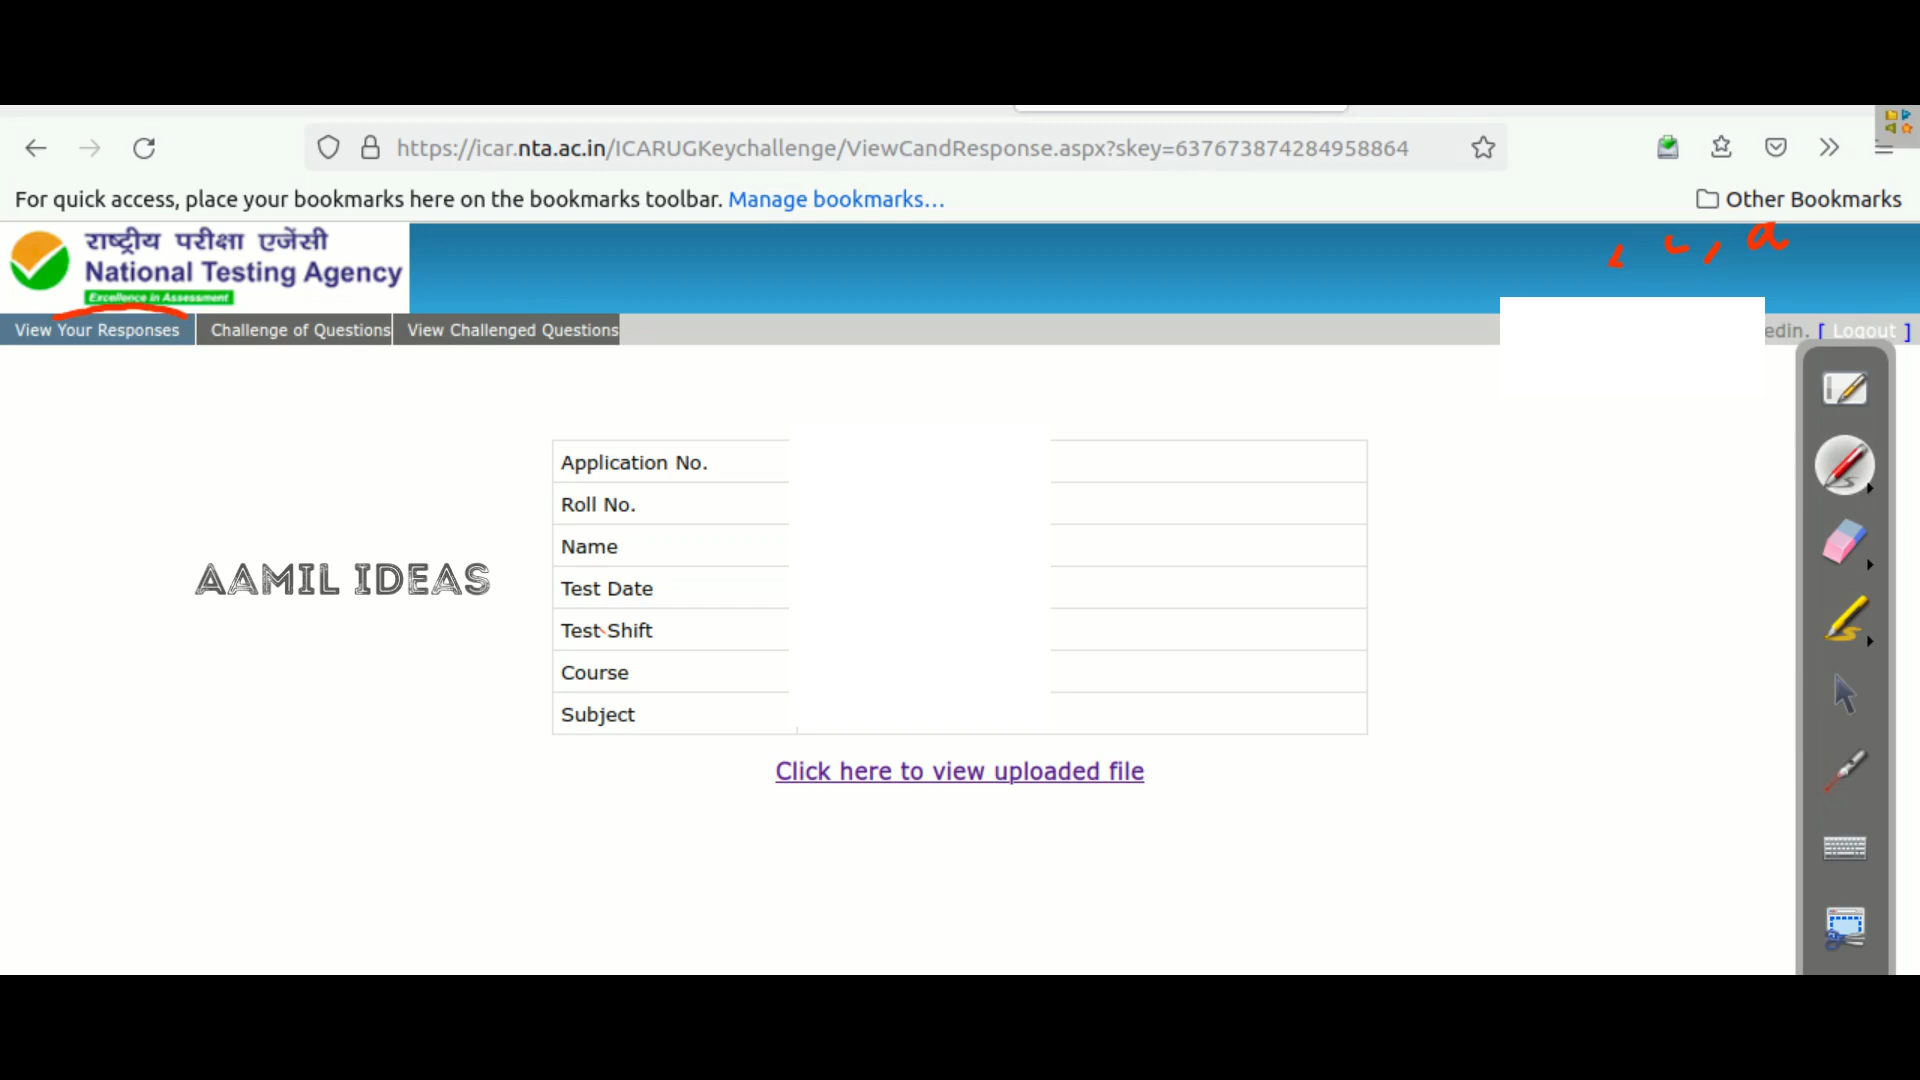 https://icar.nta.ac.in/ICARUGKeychallenge/ViewCandResponse.aspx?skey=637673874284958864
For quick access, place your bookmarks here on the bookmarks toolbar. Manage bookmarks...
Other Bookmarks
राष्ट्रीय परीक्षा एजेंसी
National Testing Agency
Excellence in Assessment
View Your Responses Challenge of Questions View Challenged Questions
edin. [ Logout ]
Application No.
Roll No.
Name
Test Date
AAMIL IDEAS
Test Shift
Course
Subject
Click here to view uploaded file